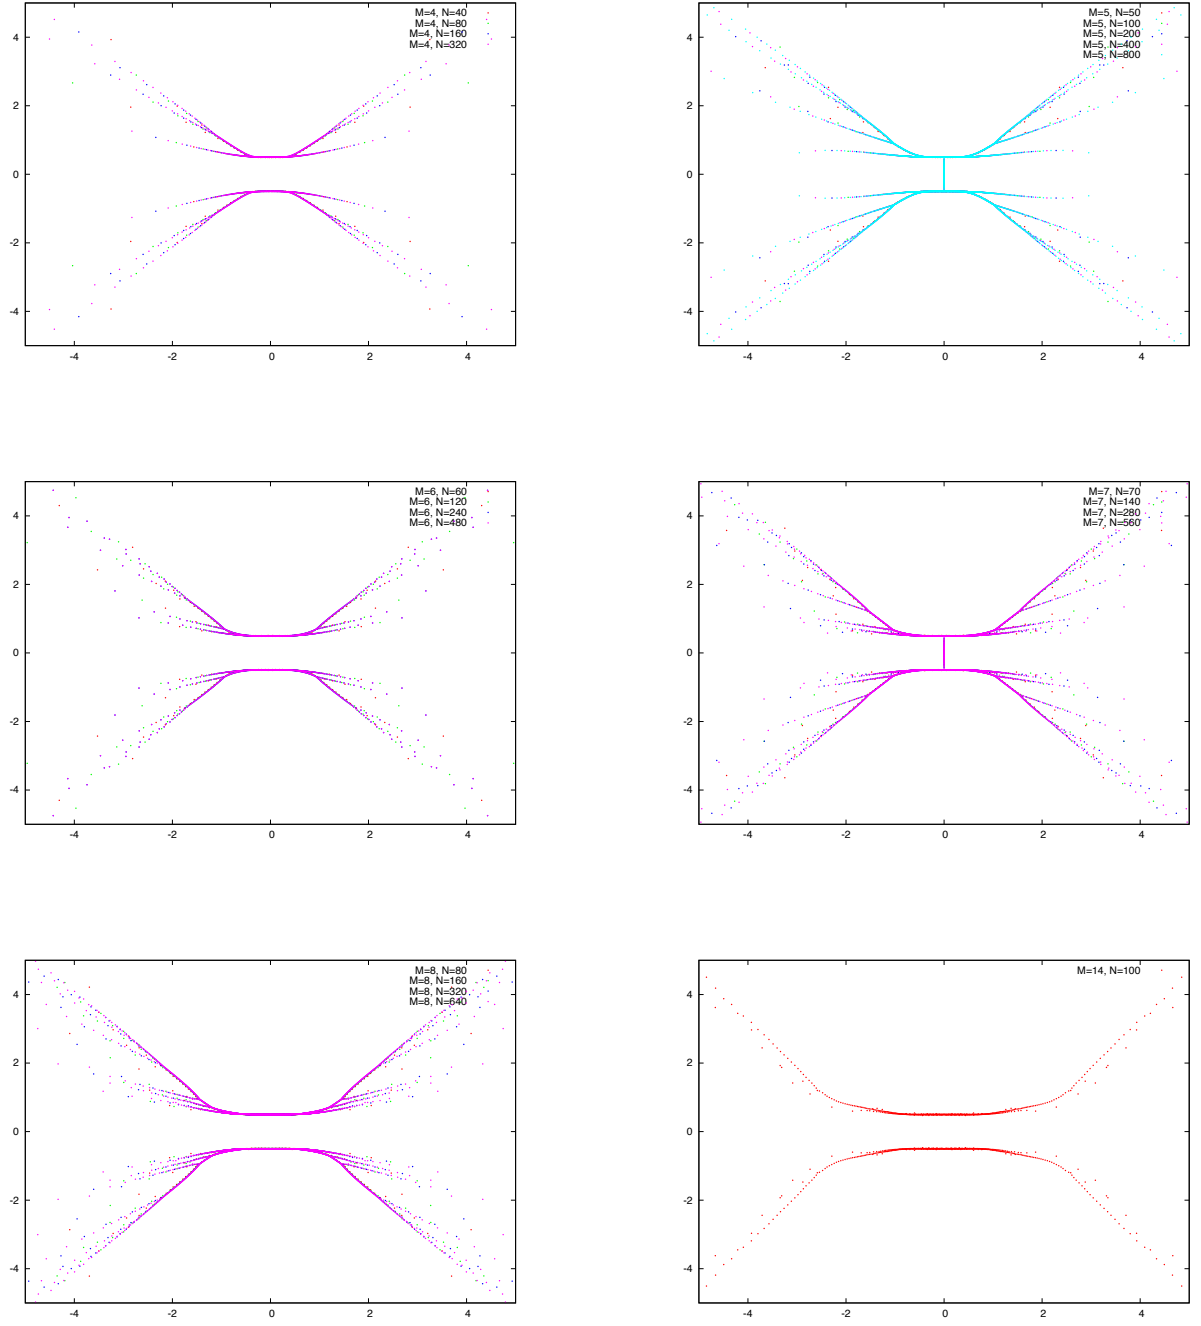 4
2
0
-2
-4
-4 -2 0 2 4
M=4, N=40
M=4, N=80
M=4, N=160
M=4, N=320
4
2
0
-2
-4
-4 -2 0 2 4
M=5, N=50
M=5, N=100
M=5, N=200
M=5, N=400
M=5, N=800
4
2
0
-2
-4
-4 -2 0 2 4
M=6, N=60
M=6, N=120
M=6, N=240
M=6, N=480
4
2
0
-2
-4
-4 -2 0 2 4
M=7, N=70
M=7, N=140
M=7, N=280
M=7, N=560
4
2
0
-2
-4
-4 -2 0 2 4
M=8, N=80
M=8, N=160
M=8, N=320
M=8, N=640
4
2
0
-2
-4
-4 -2 0 2 4
M=14, N=100